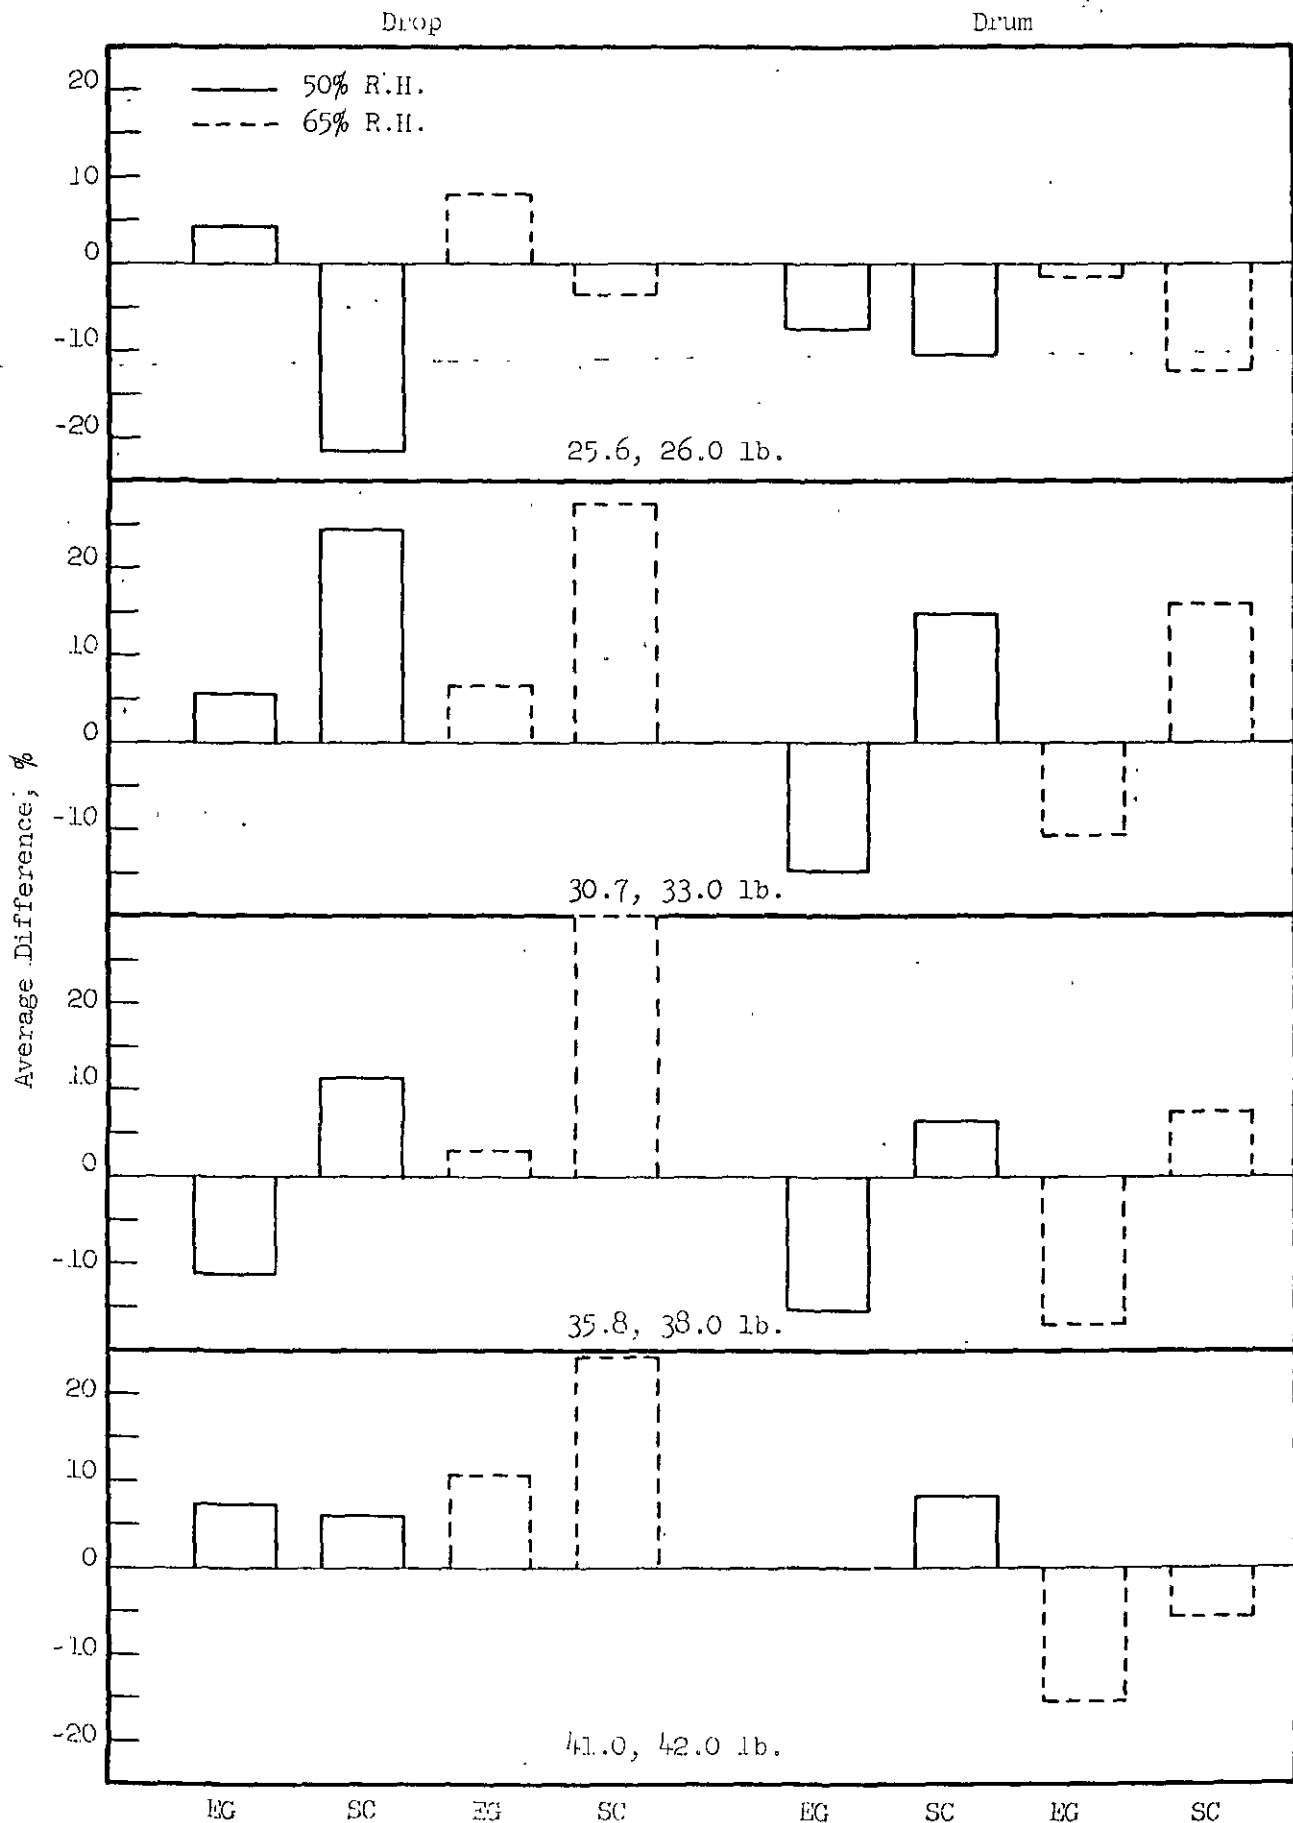 Drop Drum
50% R.H.
65% R.H.
20
10
0
-10
-20
25.6, 26.0 lb.
20
10
0
-10
30.7, 33.0 lb.
Average Difference, %
20
10
0
-10
35.8, 38.0 lb.
20
10
0
-10
-20
41.0, 42.0 lb.
EG SC EG SC EG SC EG SC